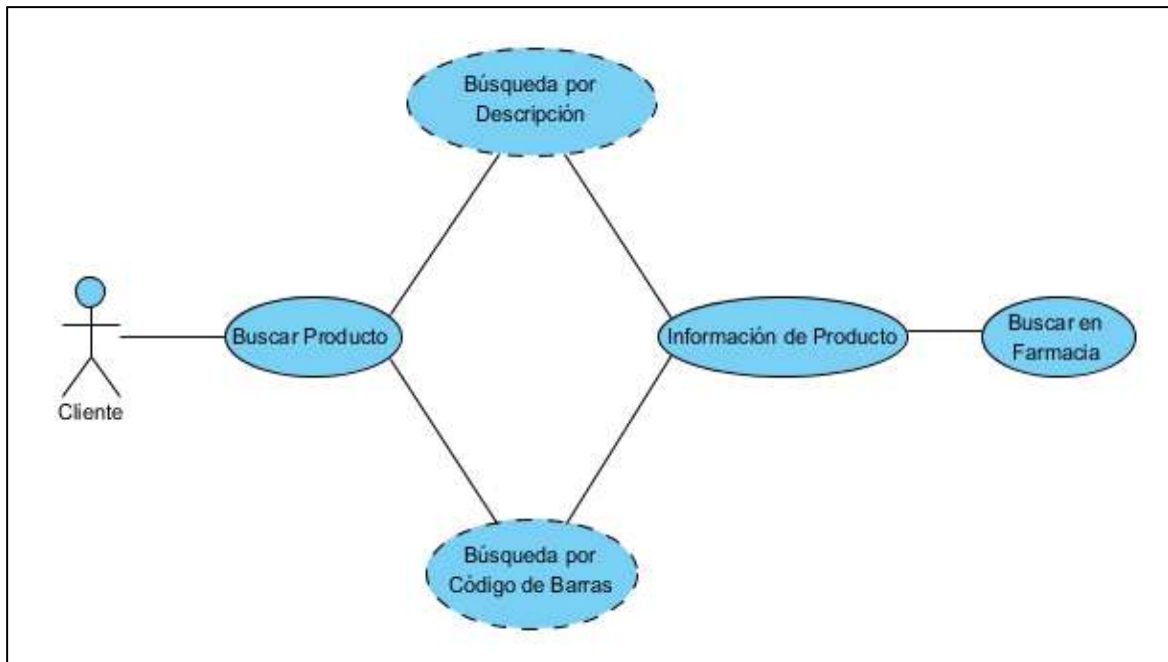 Búsqueda por
Descripción
Cliente
Buscar Producto
Información de Producto
Buscar en
Farmacia
Búsqueda por
Código de Barras